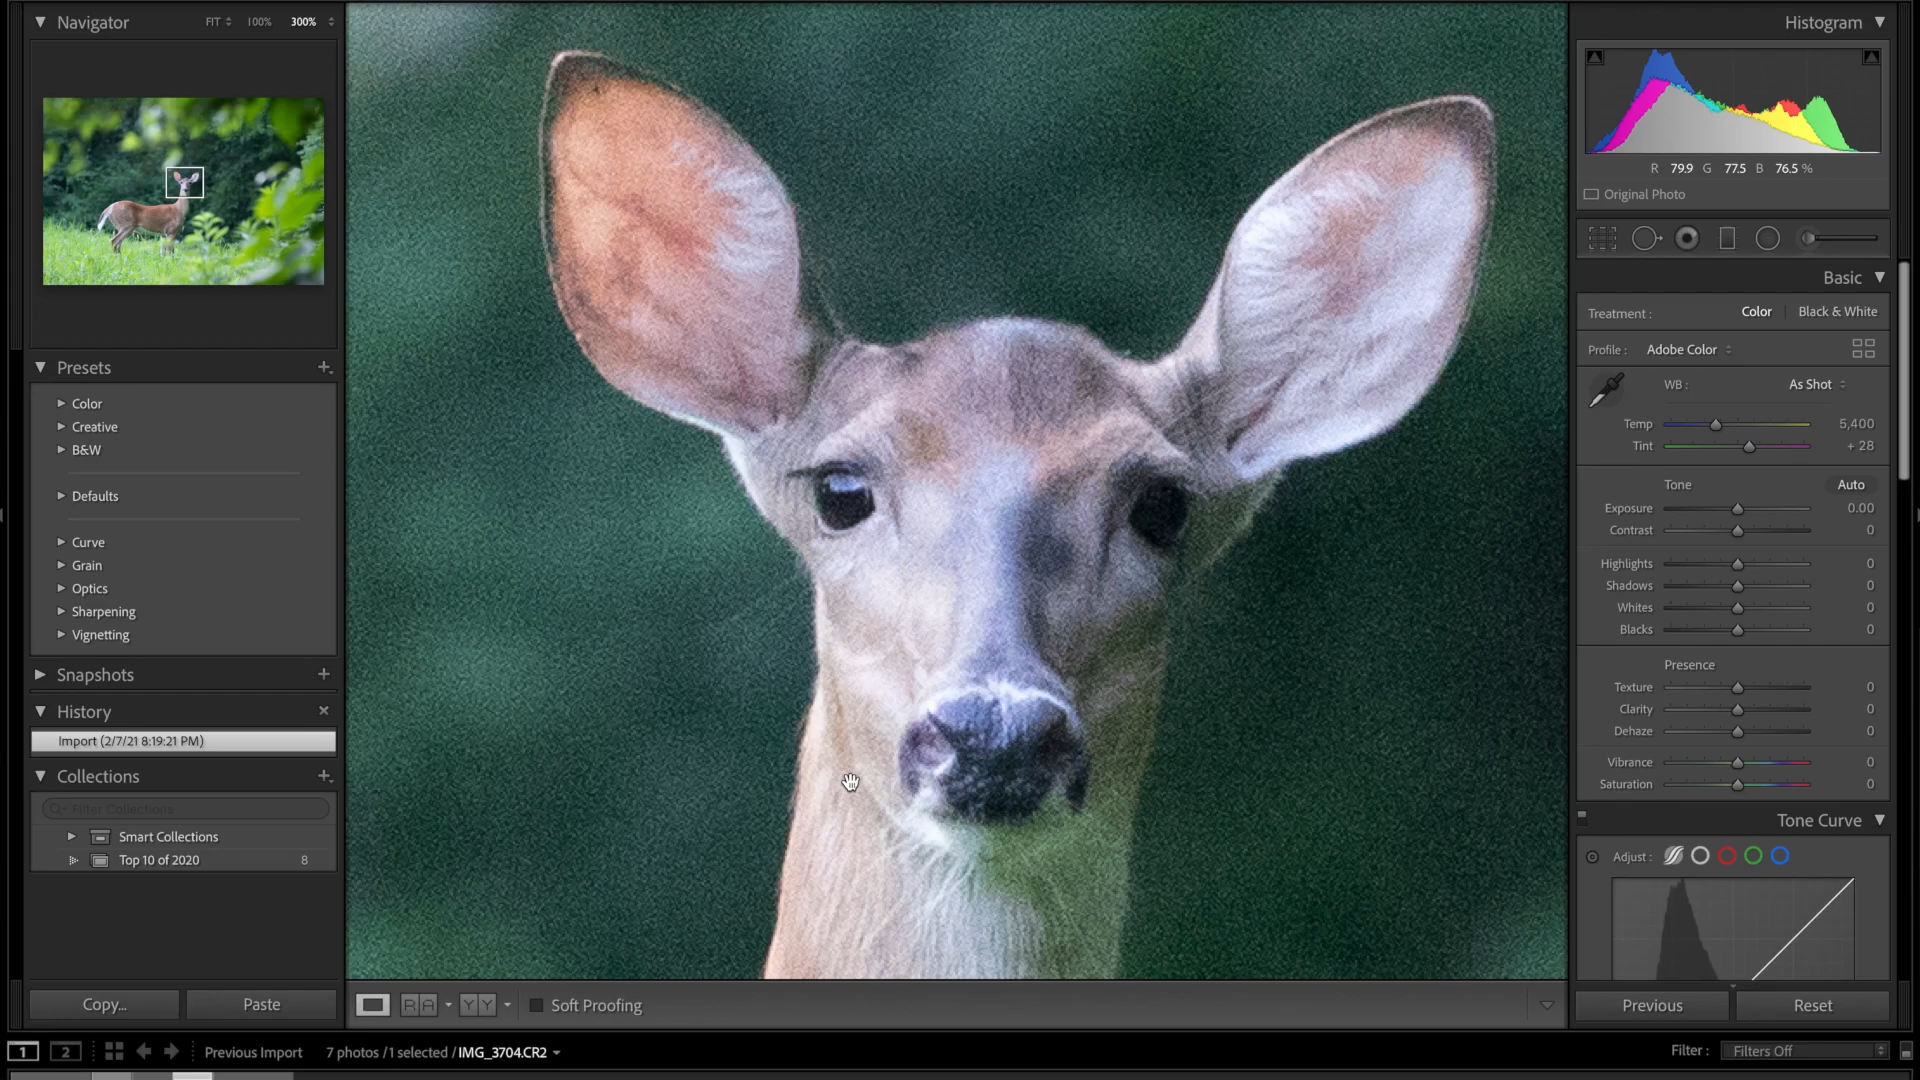 Navigator
FIT 100% 300%
Presets
Color
Creative
B&W
Defaults
Curve
Grain
Optics
Sharpening
Vignetting
Snapshots
History
Import (2/7/21 8:19:21 PM)
Collections
Filter Collections
Smart Collections
Top 10 of 2020 8
Copy... Paste
R A Y Y Soft Proofing
Histogram
R 79.9 G 77.5 B 76.5 %
Original Photo
Basic
Treatment : Color Black & White
Profile : Adobe Color
WB : As Shot
Temp 5,400
Tint + 28
Tone Auto
Exposure 0.00
Contrast 0
Highlights 0
Shadows 0
Whites 0
Blacks 0
Presence
Texture 0
Clarity 0
Dehaze 0
Vibrance 0
Saturation 0
Tone Curve
Adjust :
Previous Reset
1 2 Previous Import 7 photos / 1 selected / IMG_3704.CR2
Filter : Filters Off